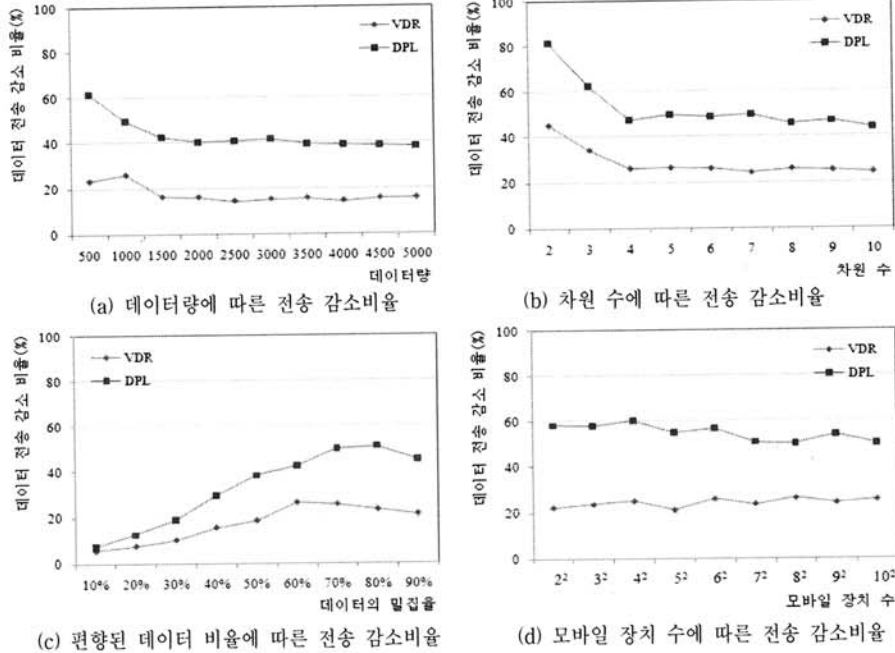 데이터 전송 감소 비율(%)
100
80
60
40
20
0
VDR
DPL
500 1000 1500 2000 2500 3000 3500 4000 4500 5000
데이터량
(a) 데이터량에 따른 전송 감소비율
데이터 전송 감소 비율(%)
100
80
60
40
20
0
VDR
DPL
2 3 4 5 6 7 8 9 10
차원 수
(b) 차원 수에 따른 전송 감소비율
데이터 전송 감소 비율(%)
100
80
60
40
20
0
VDR
DPL
10% 20% 30% 40% 50% 60% 70% 80% 90%
데이터의 밀집율
(c) 편향된 데이터 비율에 따른 전송 감소비율
데이터 전송 감소 비율(%)
100
80
60
40
20
0
VDR
DPL
2² 3² 4² 5² 6² 7² 8² 9² 10²
모바일 장치 수
(d) 모바일 장치 수에 따른 전송 감소비율